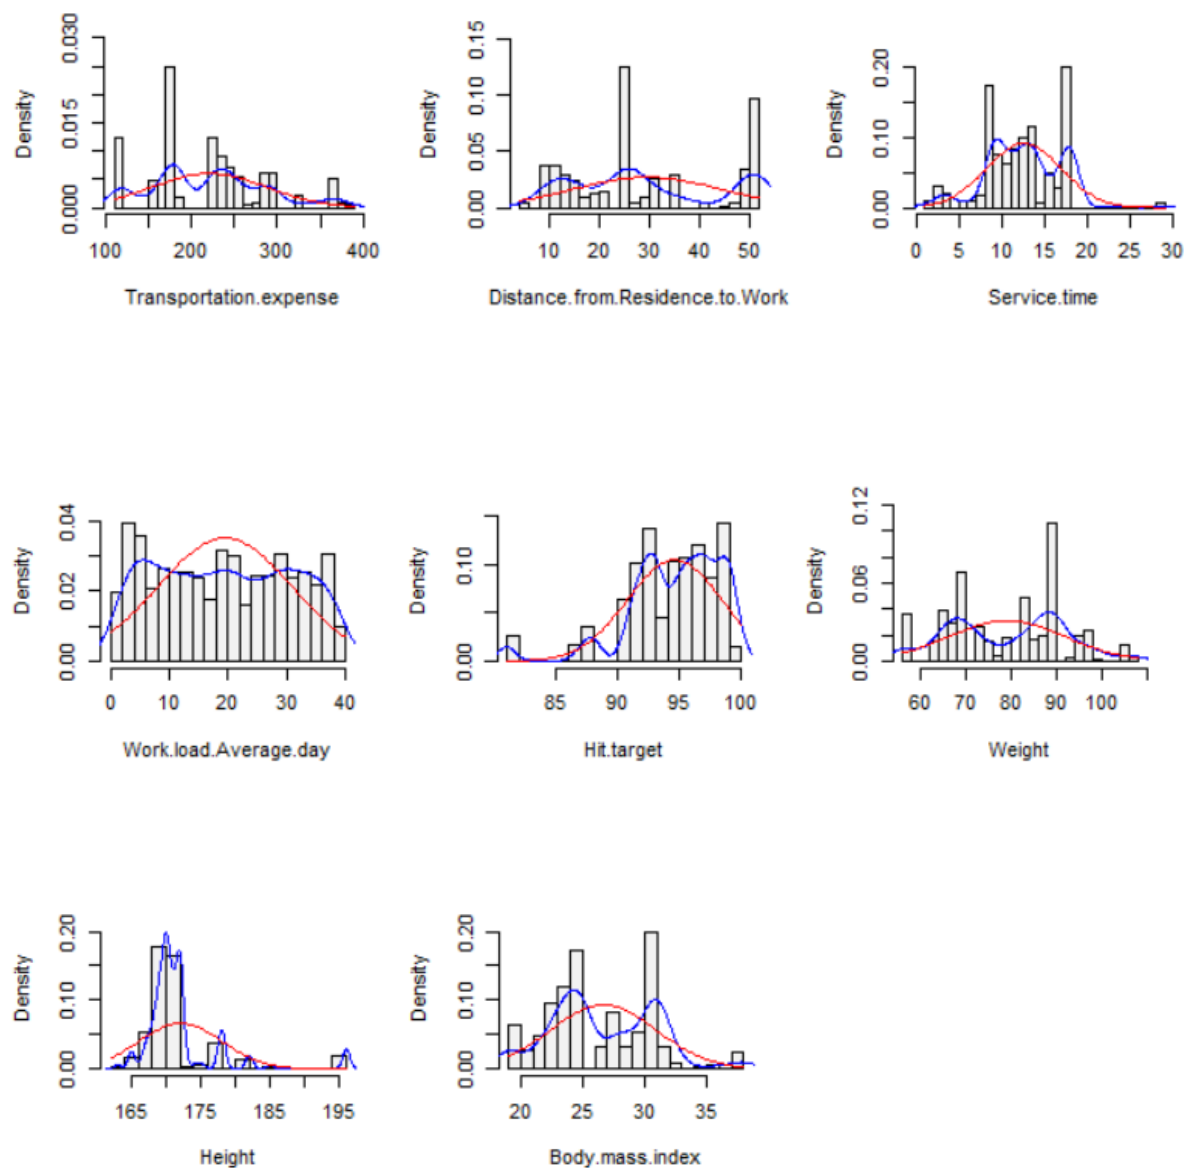 0.000 0.015 0.030
Density
100 200 300 400
Transportation.expense
0.00 0.05 0.10 0.15
Density
10 20 30 40 50
Distance.from.Residence.to.Work
0.00 0.10 0.20
Density
0 5 10 15 20 25 30
Service.time
0.00 0.02 0.04
Density
0 10 20 30 40
Work.load.Average.day
0.00 0.10
Density
85 90 95 100
Hit.target
0.00 0.06 0.12
Density
60 70 80 90 100
Weight
0.00 0.10 0.20
Density
165 175 185 195
Height
0.00 0.10 0.20
Density
20 25 30 35
Body.mass.index